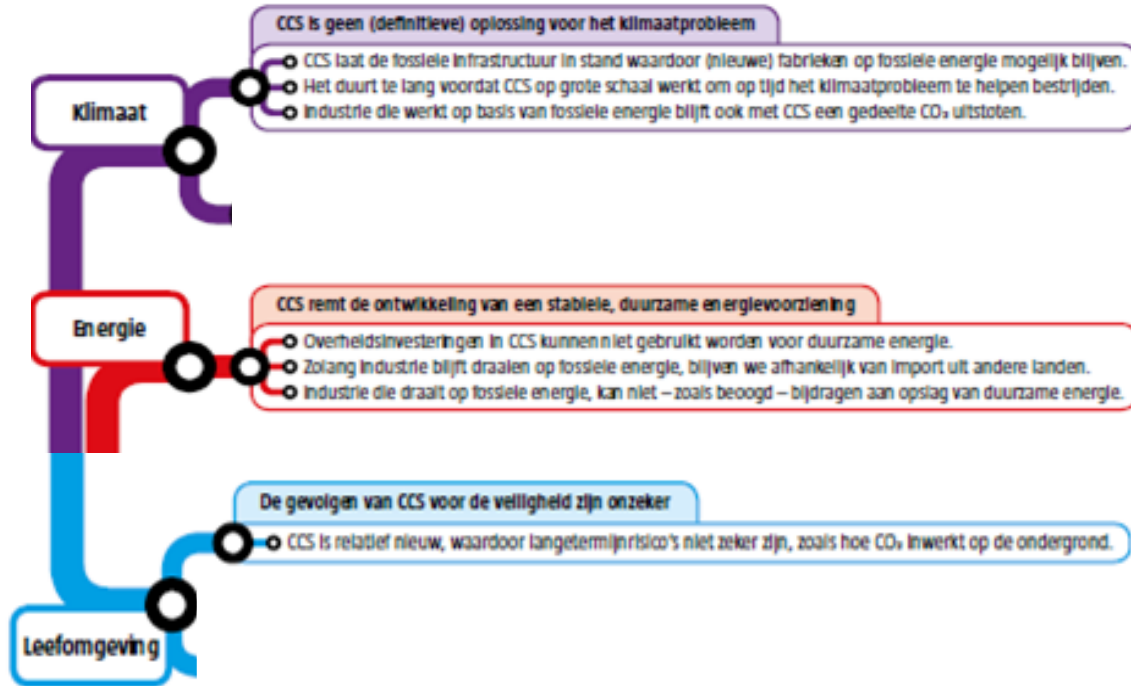 CCS is geen (definitieve) oplossing voor het klimaatprobleem
CCS laat de fossiele infrastructuur in stand waardoor (nieuwe) fabrieken op fossiele energie mogelijk blijven.
Het duurt te lang voordat CCS op grote schaal werkt om op tijd het klimaatprobleem te helpen bestrijden.
Industrie die werkt op basis van fossiele energie blijft ook met CCS een gedeelte CO₂ uitstoten.
Klimaat
CCS remt de ontwikkeling van een stabiele, duurzame energievoorziening
Overheidsinvesteringen in CCS kunnen niet gebruikt worden voor duurzame energie.
Zolang industrie blijft draaien op fossiele energie, blijven we afhankelijk van import uit andere landen.
Industrie die draait op fossiele energie, kan niet – zoals beoogd – bijdragen aan opslag van duurzame energie.
Energie
De gevolgen van CCS voor de veiligheid zijn onzeker
CCS is relatief nieuw, waardoor langetermijnrisico's niet zeker zijn, zoals hoe CO₂ inwerkt op de ondergrond.
Leefomgeving